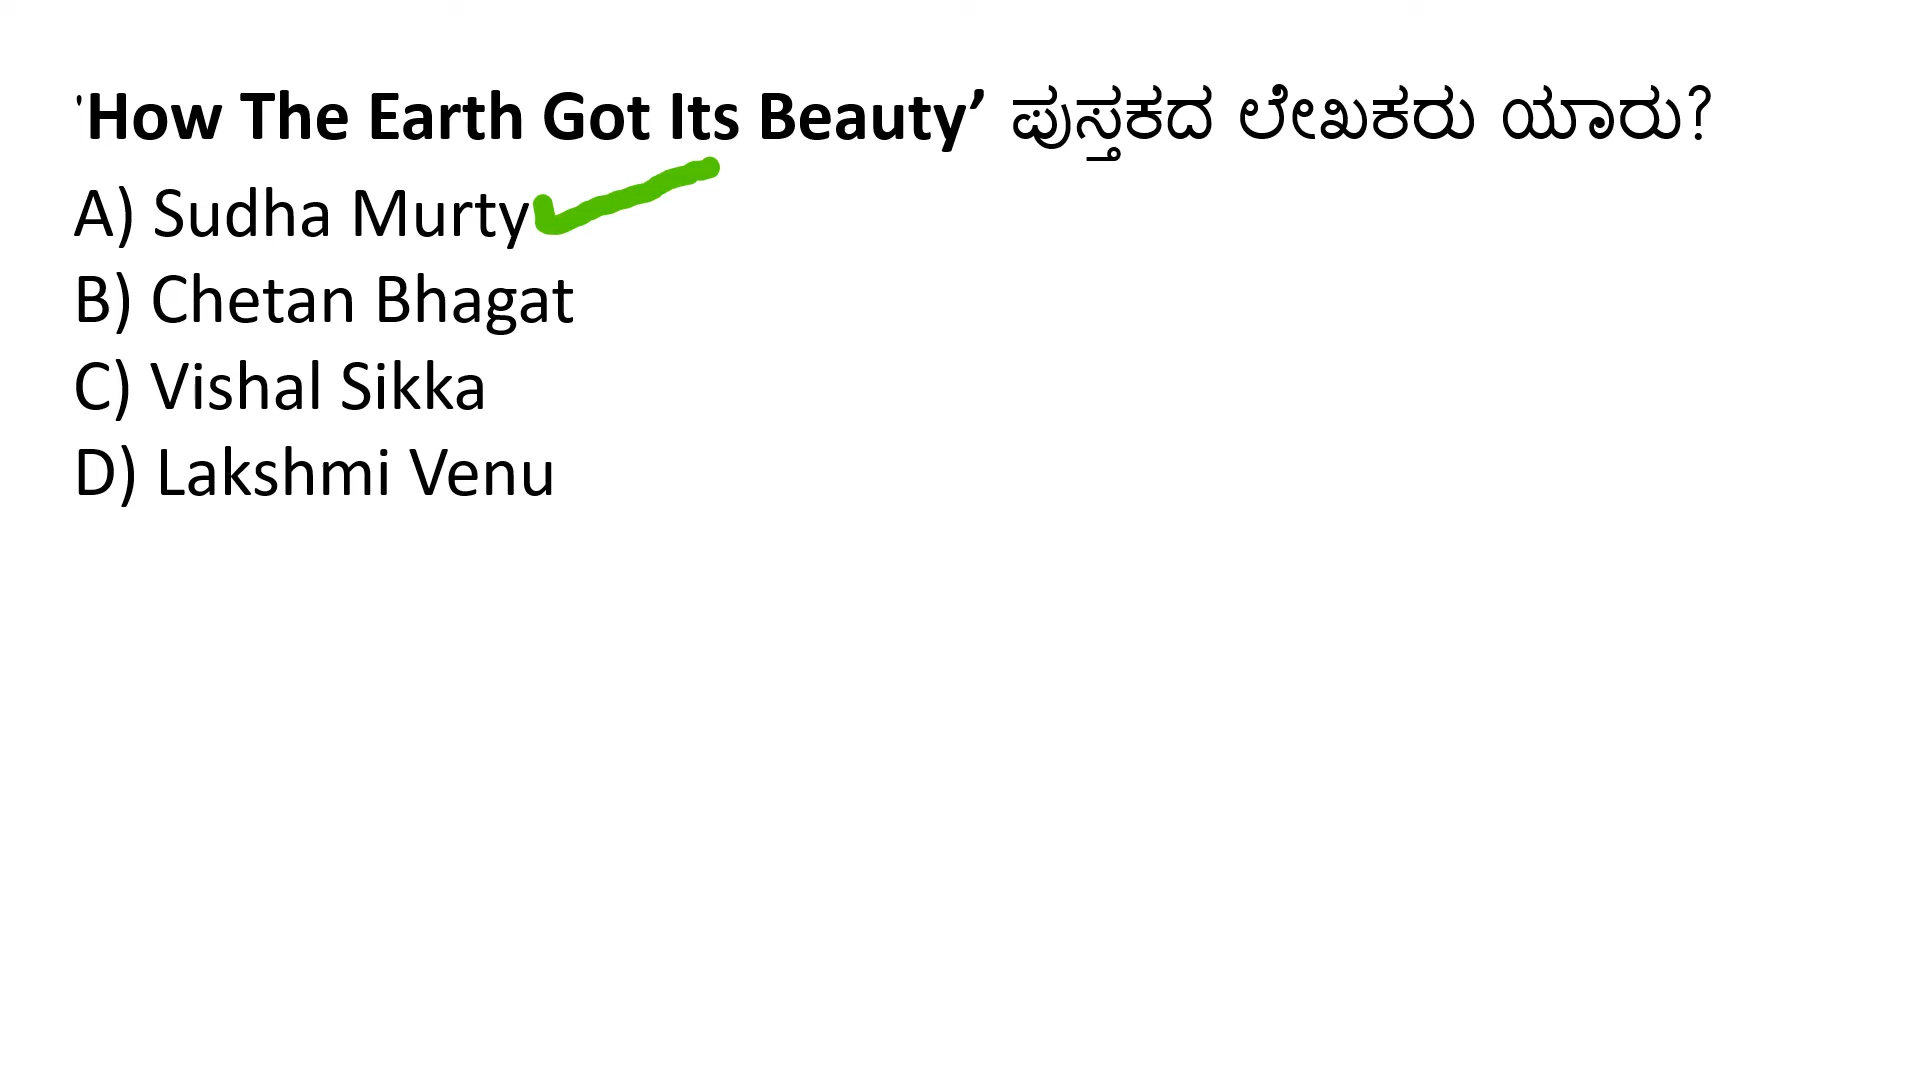 'How The Earth Got Its Beauty’ ಪುಸ್ತಕದ ಲೇಖಕರು ಯಾರು?
A) Sudha Murty
B) Chetan Bhagat
C) Vishal Sikka
D) Lakshmi Venu